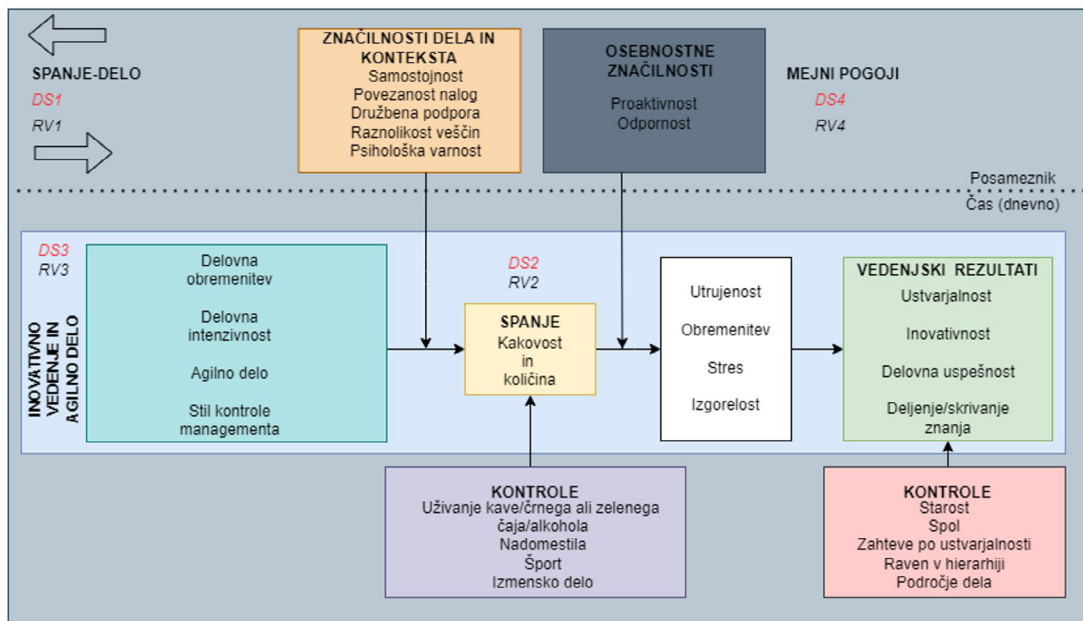 SPANJE-DELO
DS1
RV1
ZNAČILNOSTI DELA IN
KONTEKSTA
Samostojnost
Povezanost nalog
Družbena podpora
Raznolikost veščin
Psihološka varnost
OSEBNOSTNE
ZNAČILNOSTI
Proaktivnost
Odpornost
MEJNI POGOJI
DS4
RV4
Posameznik
Čas (dnevno)
DS3
RV3
INOVATIVNO
VEDENJE IN
AGILNO DELO
Delovna
obremenitev
Delovna
intenzivnost
Agilno delo
Stil kontrole
managementa
DS2
RV2
SPANJE
Kakovost
in
količina
Utrujenost
Obremenitev
Stres
Izgorelost
VEDENJSKI REZULTATI
Ustvarjalnost
Inovativnost
Delovna uspešnost
Deljenje/skrivanje
znanja
KONTROLE
Uživanje kave/črnega ali zelenega
čaja/alkohola
Nadomestila
Šport
Izmensko delo
KONTROLE
Starost
Spol
Zahteve po ustvarjalnosti
Raven v hierarhiji
Področje dela